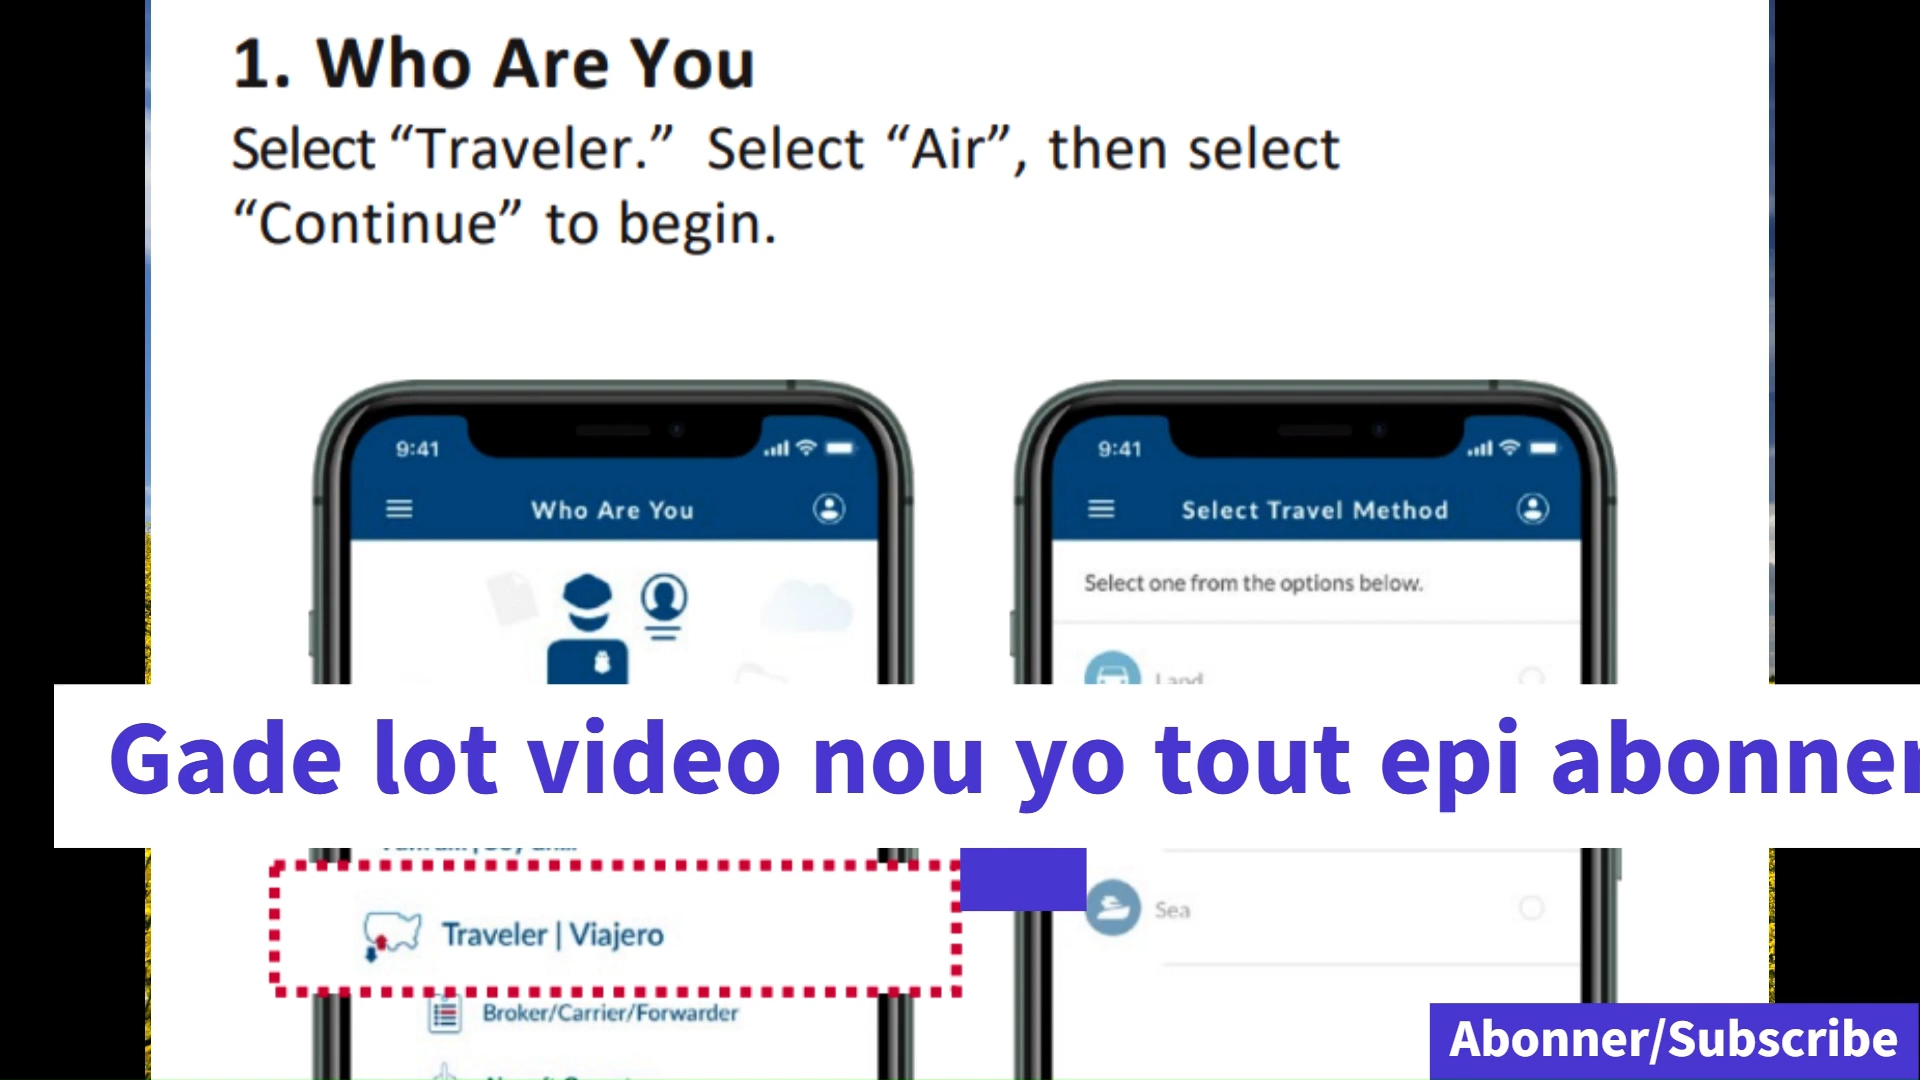 1. Who Are You
Select “Traveler.” Select “Air”, then select
“Continue” to begin.
9:41
Who Are You
9:41
Select Travel Method
Select one from the options below.
Land
Gade lot video nou yo tout epi abonner
Traveler | Viajero
Sea
Broker/Carrier/Forwarder
Abonner/Subscribe